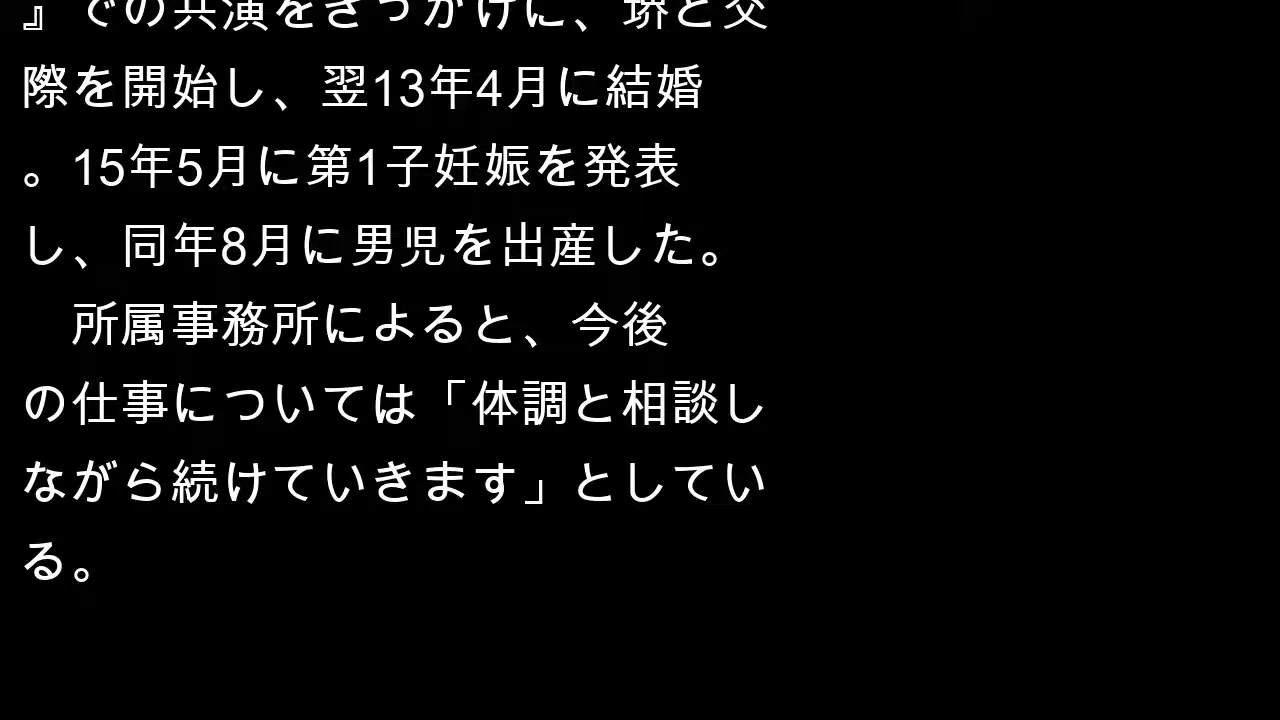 』での共演をきっかけに、堺と交
際を開始し、翌13年4月に結婚
。15年5月に第1子妊娠を発表
し、同年8月に男児を出産した。
　所属事務所によると、今後
の仕事については「体調と相談し
ながら続けていきます」としてい
る。